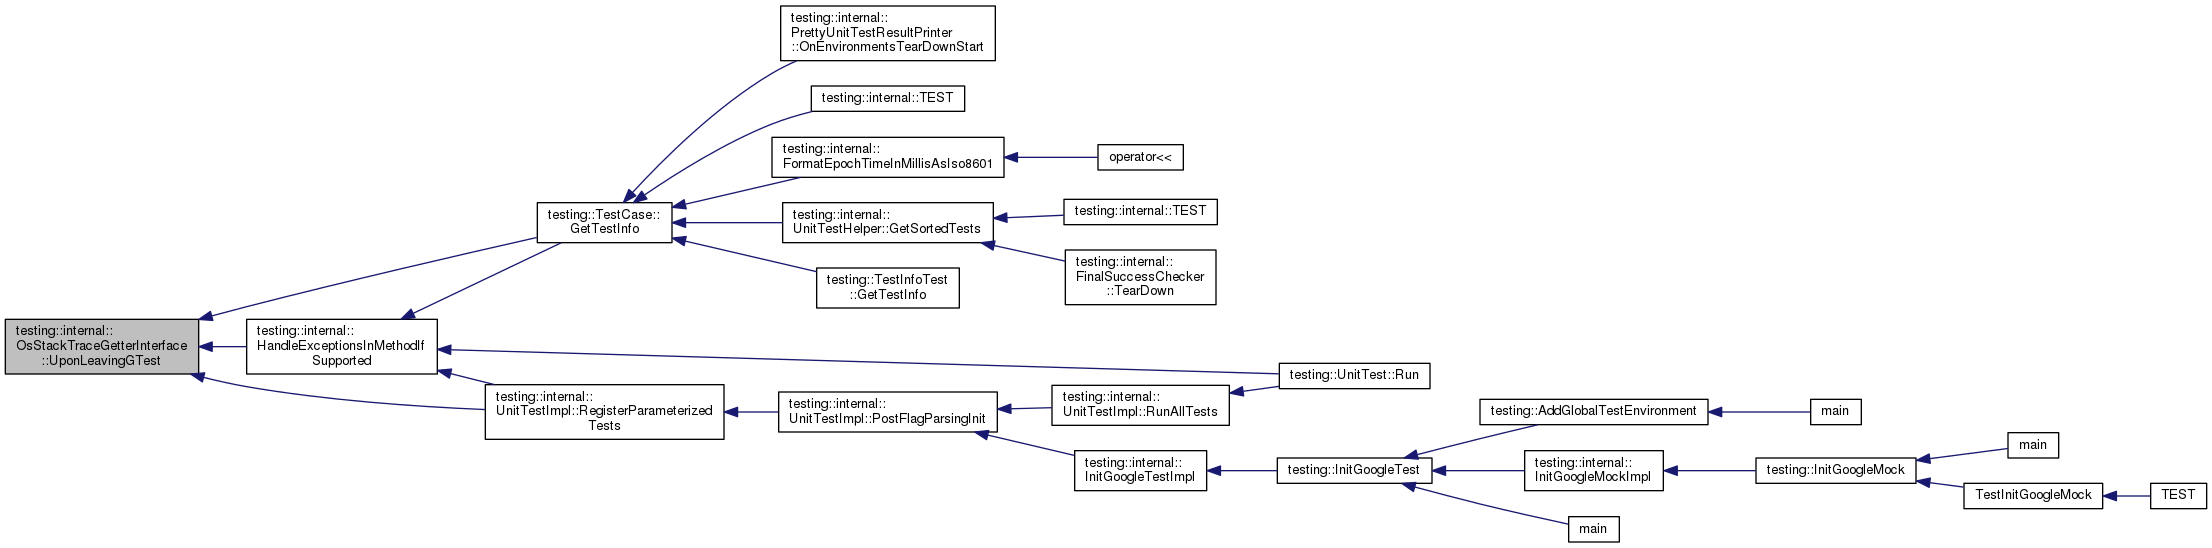 testing::internal::
PrettyUnitTestResultPrinter
::OnEnvironmentsTearDownStart
testing::internal::TEST
testing::internal::
FormatEpochTimeInMillisAsIso8601
operator<<
testing::TestCase::
GetTestInfo
testing::internal::
UnitTestHelper::GetSortedTests
testing::internal::TEST
testing::internal::
FinalSuccessChecker
::TearDown
testing::TestInfoTest
::GetTestInfo
testing::internal::
OsStackTraceGetterInterface
::UponLeavingGTest
testing::internal::
HandleExceptionsInMethodIf
Supported
testing::UnitTest::Run
testing::internal::
UnitTestImpl::RegisterParameterized
Tests
testing::internal::
UnitTestImpl::PostFlagParsingInit
testing::internal::
UnitTestImpl::RunAllTests
testing::internal::
InitGoogleTestImpl
testing::InitGoogleTest
testing::AddGlobalTestEnvironment
main
testing::internal::
InitGoogleMockImpl
testing::InitGoogleMock
main
TestInitGoogleMock
TEST
main